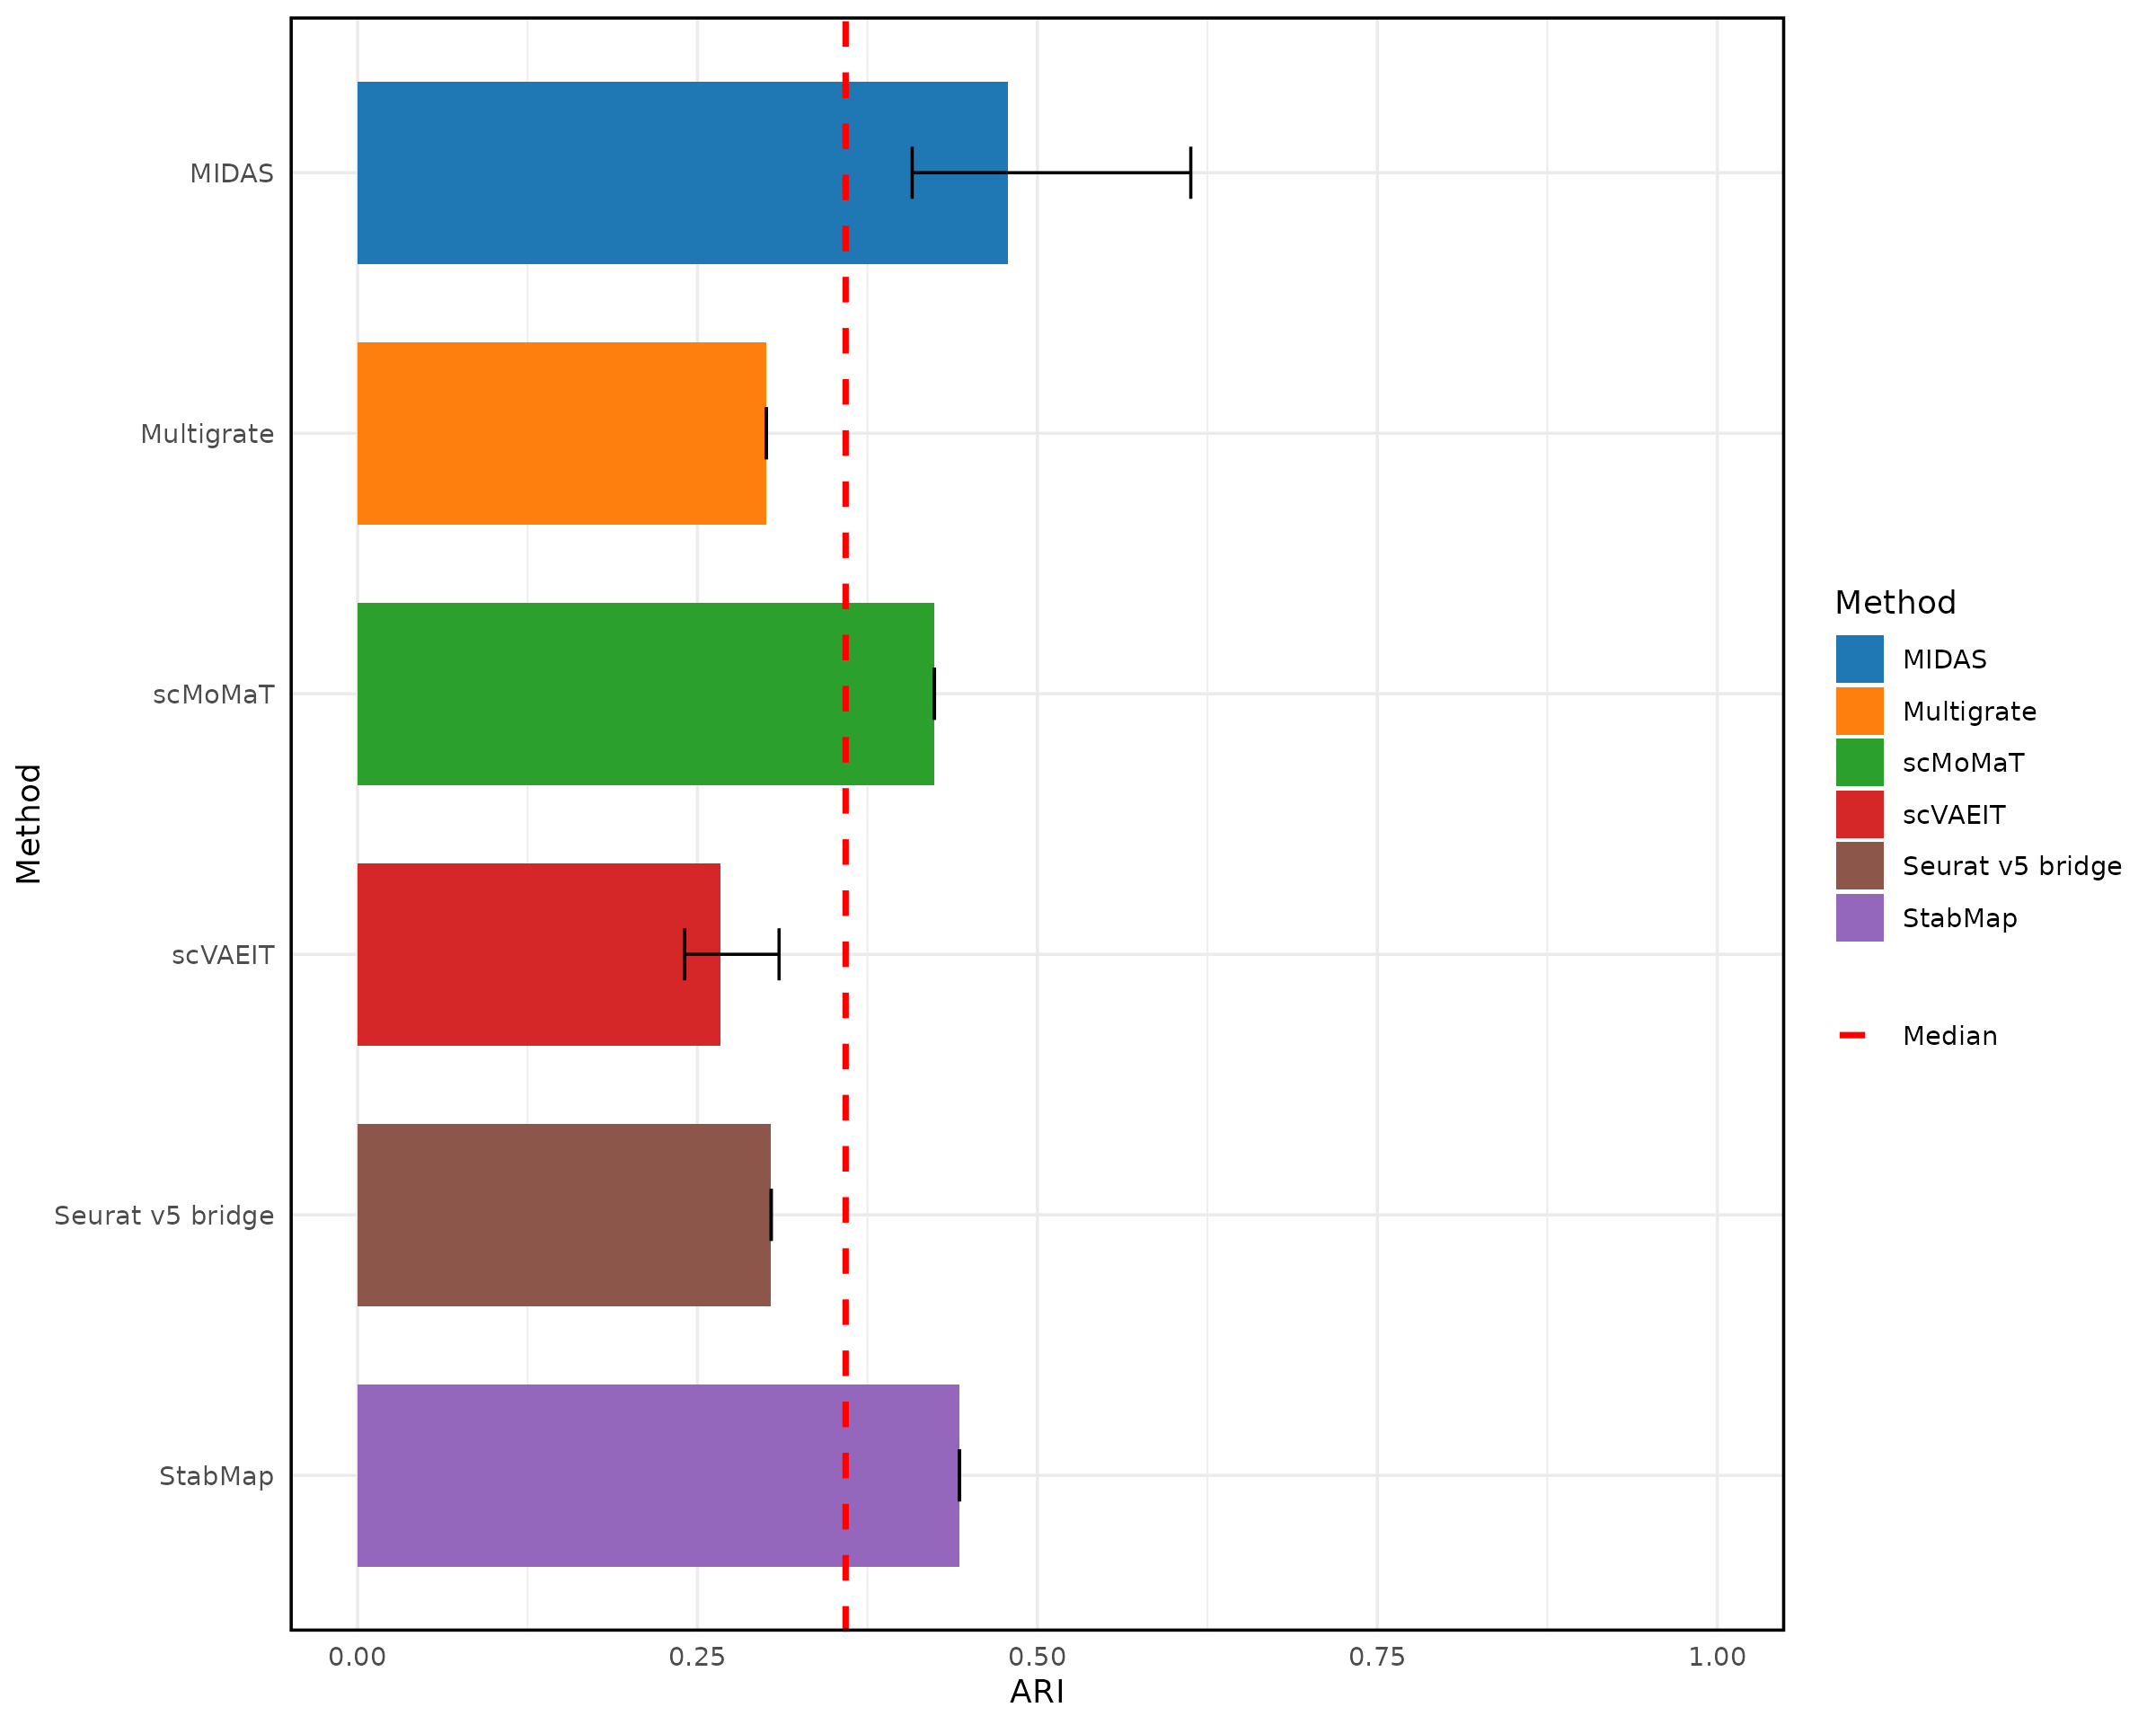 Method
MIDAS
Multigrate
scMoMaT
scVAEIT
Seurat v5 bridge
StabMap
0.00 0.25 0.50 0.75 1.00
ARI
Method
MIDAS
Multigrate
scMoMaT
scVAEIT
Seurat v5 bridge
StabMap
Median